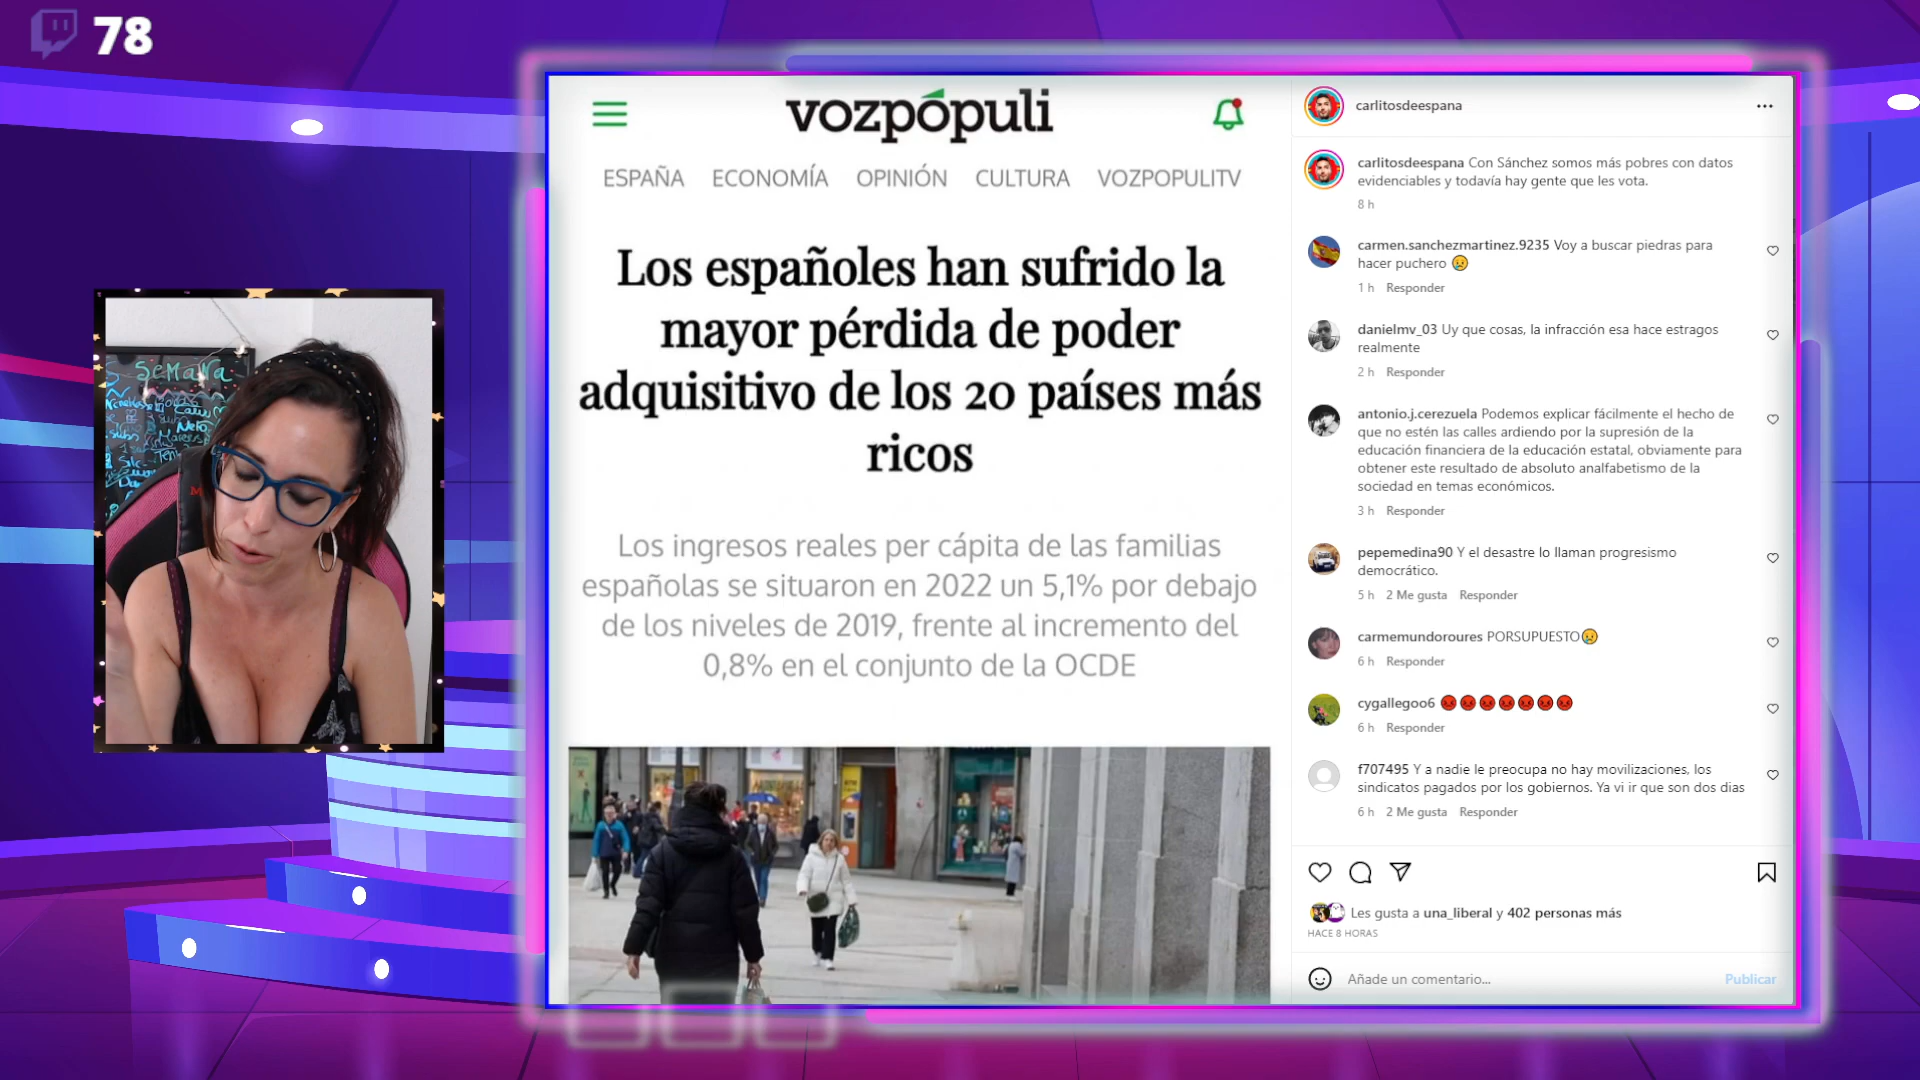 78
SeMaNa
vozpópuli
ESPAÑA ECONOMÍA OPINIÓN CULTURA VOZPOPULITV
Los españoles han sufrido la
mayor pérdida de poder
adquisitivo de los 20 países más
ricos
Los ingresos reales per cápita de las familias
españolas se situaron en 2022 un 5,1% por debajo
de los niveles de 2019, frente al incremento del
0,8% en el conjunto de la OCDE
carlitosdeespana
carlitosdeespana Con Sánchez somos más pobres con datos
evidenciables y todavía hay gente que les vota.
8 h
carmen.sanchezmartinez.9235 Voy a buscar piedras para
hacer puchero 😢
1 h Responder
danielmv_03 Uy que cosas, la infracción esa hace estragos
realmente
2 h Responder
antonio.j.cerezuela Podemos explicar fácilmente el hecho de
que no estén las calles ardiendo por la supresión de la
educación financiera de la educación estatal, obviamente para
obtener este resultado de absoluto analfabetismo de la
sociedad en temas económicos.
3 h Responder
pepemedina90 Y el desastre lo llaman progresismo
democrático.
5 h 2 Me gusta Responder
carmemundoroures PORSUPUESTO😢
6 h Responder
cygallegoo6 😡😡😡😡😡😡😡
6 h Responder
f707495 Y a nadie le preocupa no hay movilizaciones, los
sindicatos pagados por los gobiernos. Ya vi ir que son dos dias
6 h 2 Me gusta Responder
Les gusta a una_liberal y 402 personas más
HACE 8 HORAS
Añade un comentario...
Publicar